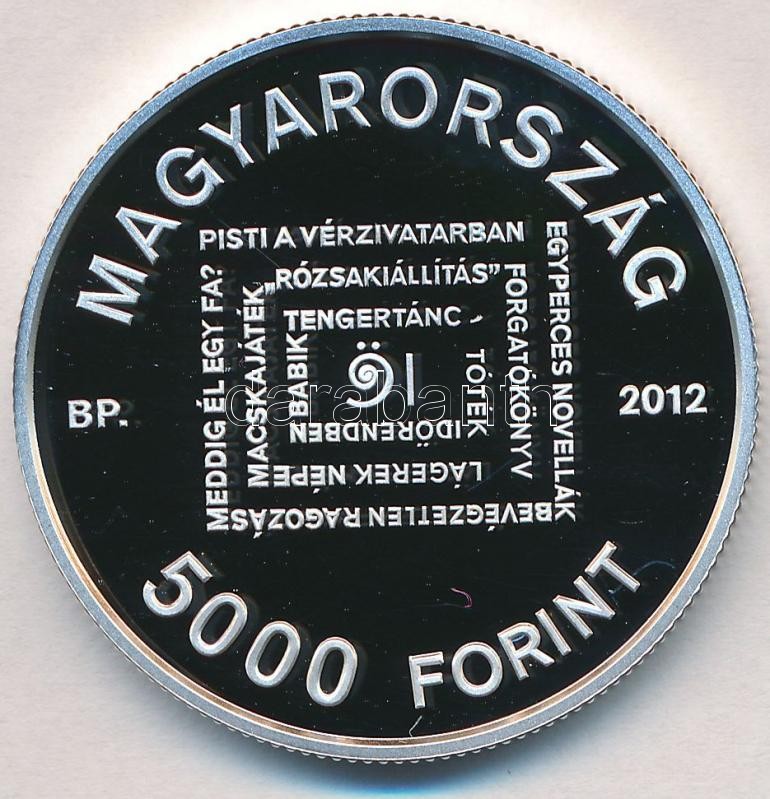 MAGYARORSZÁG
PISTI A VÉRZIVATARBAN
EGYPERCES NOVELLÁK
BEVÉGZETLEN RAGOZÁS
MEDDIG ÉL EGY FA?
„RÓZSAKIÁLLÍTÁS"
FORGATÓKÖNYV
LÁGEREK NÉPE
MACSKAJÁTÉK
TENGERTÁNC
TÓTÉK
IDŐRENDBEN
BABIK
BP.
2012
5000 FORINT
darabanth